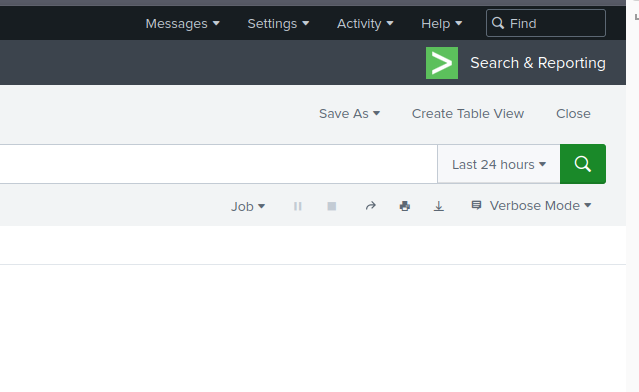 Messages Settings Activity Help Find
Search & Reporting
Save As Create Table View Close
Last 24 hours
Job Verbose Mode